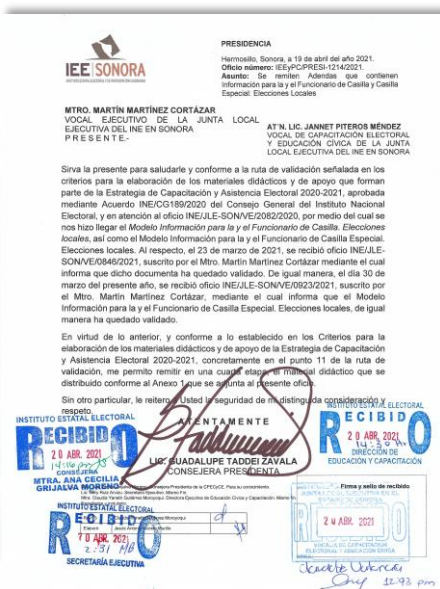 IEE|SONORA
PRESIDENCIA
Hermosillo, Sonora, a 19 de abril del año 2021.
Oficio número: IEEyPC/PRESI-1214/2021.
Asunto: Se remiten Adendas que contienen
Información para la y el Funcionario de Casilla y Casilla
Especial. Elecciones Locales
MTRO. MARTÍN MARTÍNEZ CORTÁZAR
VOCAL EJECUTIVO DE LA JUNTA LOCAL
EJECUTIVA DEL INE EN SONORA
P R E S E N T E.-
AT'N. LIC. JANNET PITEROS MÉNDEZ
VOCAL DE CAPACITACIÓN ELECTORAL
Y EDUCACIÓN CÍVICA DE LA JUNTA
LOCAL EJECUTIVA DEL INE EN SONORA
Sirva la presente para saludarle y conforme a la ruta de validación señalada en los
criterios para la elaboración de los materiales didácticos y de apoyo que forman
parte de la Estrategia de Capacitación y Asistencia Electoral 2020-2021, aprobada
mediante Acuerdo INE/CG189/2020 del Consejo General del Instituto Nacional
Electoral, y en atención al oficio INE/JLE-SON/VE/2082/2020, por medio del cual se
nos hizo llegar el Modelo Información para la y el Funcionario de Casilla. Elecciones
locales, así como el Modelo Información para la y el Funcionario de Casilla Especial.
Elecciones locales. Al respecto, el 23 de marzo de 2021, se recibió oficio INE/JLE-
SON/VE/0846/2021, suscrito por el Mtro. Martín Martínez Cortázar mediante el cual
informa que dicho documento ha quedado validado. De igual manera, el día 30 de
marzo del presente año, se recibió oficio INE/JLE-SON/VE/0923/2021, suscrito por
el Mtro. Martín Martínez Cortázar, mediante el cual informa que el Modelo
Información para la y el Funcionario de Casilla Especial. Elecciones locales, de igual
manera ha quedado validado.
En virtud de lo anterior, y conforme a lo establecido en los Criterios para la
elaboración de los materiales didácticos y de apoyo de la Estrategia de Capacitación
y Asistencia Electoral 2020-2021, concretamente en el punto 11 de la ruta de
validación, me permito remitir en una cuarta etapa, el material didáctico que se
distribuido conforme al Anexo 1 que se adjunta al presente oficio.
Sin otro particular, le reitero a Usted la seguridad de mi distinguida consideración y
respeto.
ATENTAMENTE
LIC. GUADALUPE TADDEI ZAVALA
CONSEJERA PRESIDENTA
INSTITUTO ESTATAL ELECTORAL
RECIBIDO
20 ABR. 2021
CONSEJERA
MTRA. ANA CECILIA
GRIJALVA MORENO
INSTITUTO ESTATAL ELECTORAL
RECIBIDO
20 ABR. 2021
14:30
DIRECCIÓN DE
EDUCACIÓN Y CAPACITACIÓN
INSTITUTO ESTATAL ELECTORAL
RECIBIDO
20 ABR. 2021
2:31
SECRETARÍA EJECUTIVA
Firma y sello de recibido
20 ABR. 2021
VOCALÍA DE CAPACITACIÓN
ELECTORAL Y EDUCACIÓN CÍVICA
pm